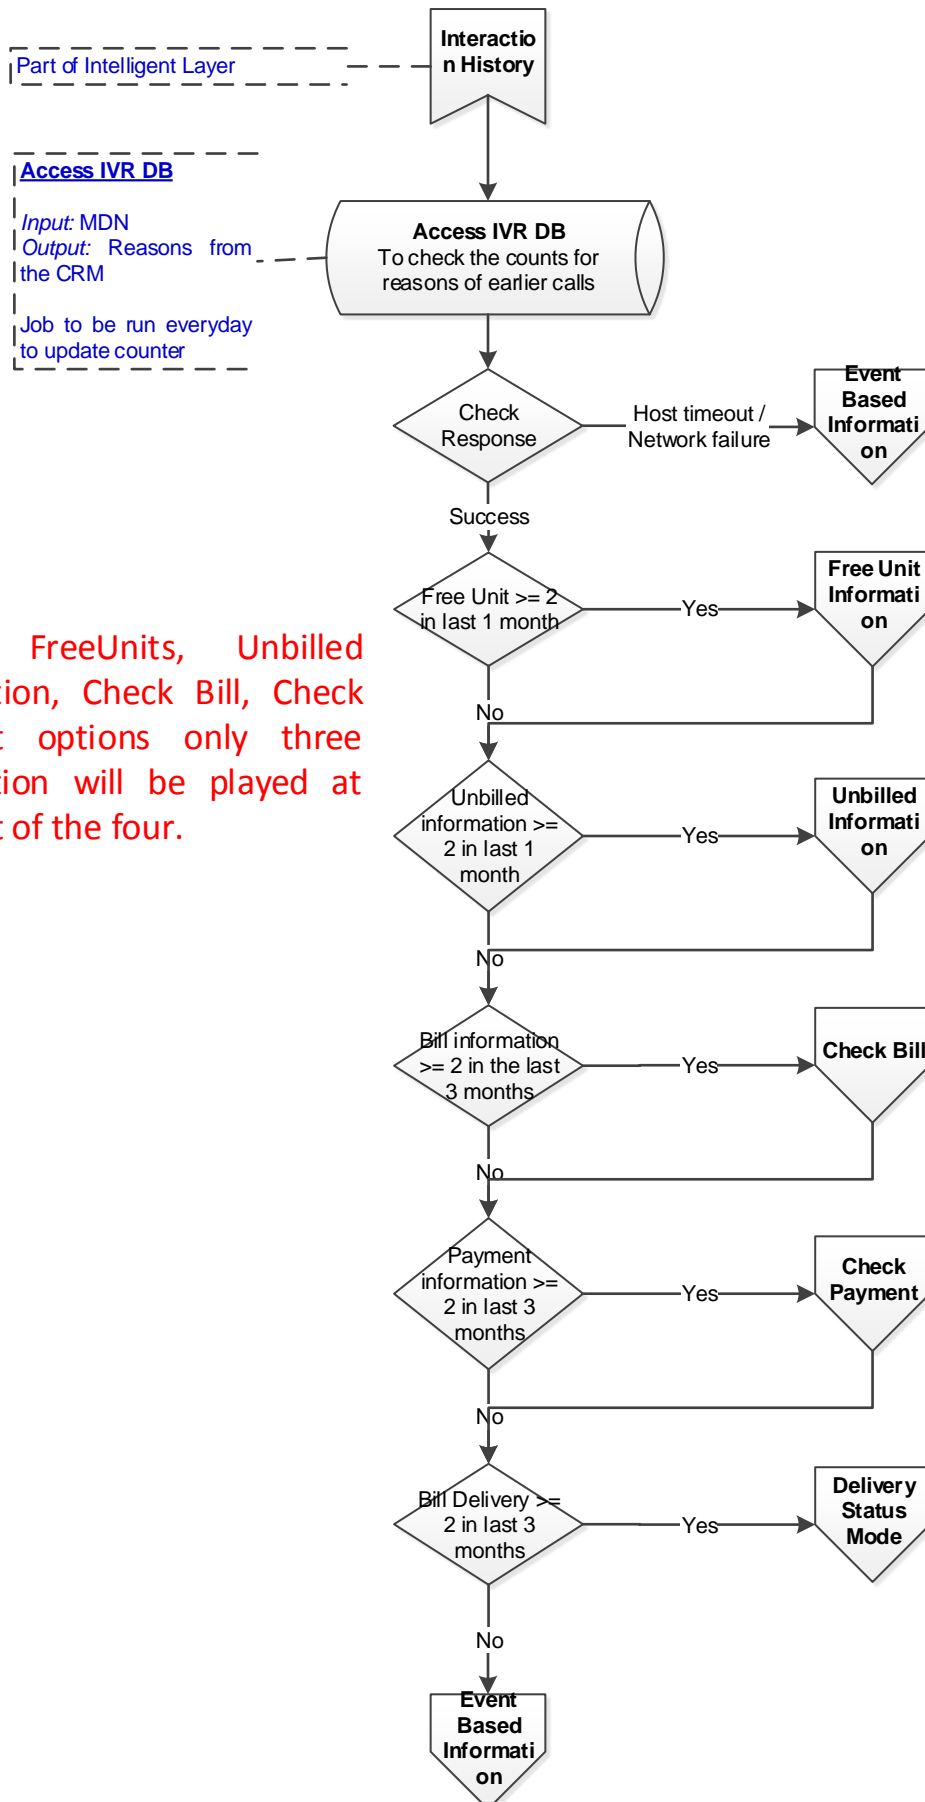 Interactio
n History
Part of Intelligent Layer
Access IVR DB
Input: MDN
Output: Reasons from
the CRM
Job to be run everyday
to update counter
Access IVR DB
To check the counts for
reasons of earlier calls
Check
Response
Host timeout /
Network failure
Event
Based
Informati
on
Success
Free Unit >= 2
in last 1 month
Yes
Free Unit
Informati
on
No
FreeUnits, Unbilled
tion, Check Bill, Check
t options only three
tion will be played at
t of the four.
Unbilled
information >=
2 in last 1
month
Yes
Unbilled
Informati
on
No
Bill information
>= 2 in the last
3 months
Yes
Check Bill
No
Payment
information >=
2 in last 3
months
Yes
Check
Payment
No
Bill Delivery >=
2 in last 3
months
Yes
Delivery
Status
Mode
No
Event
Based
Informati
on